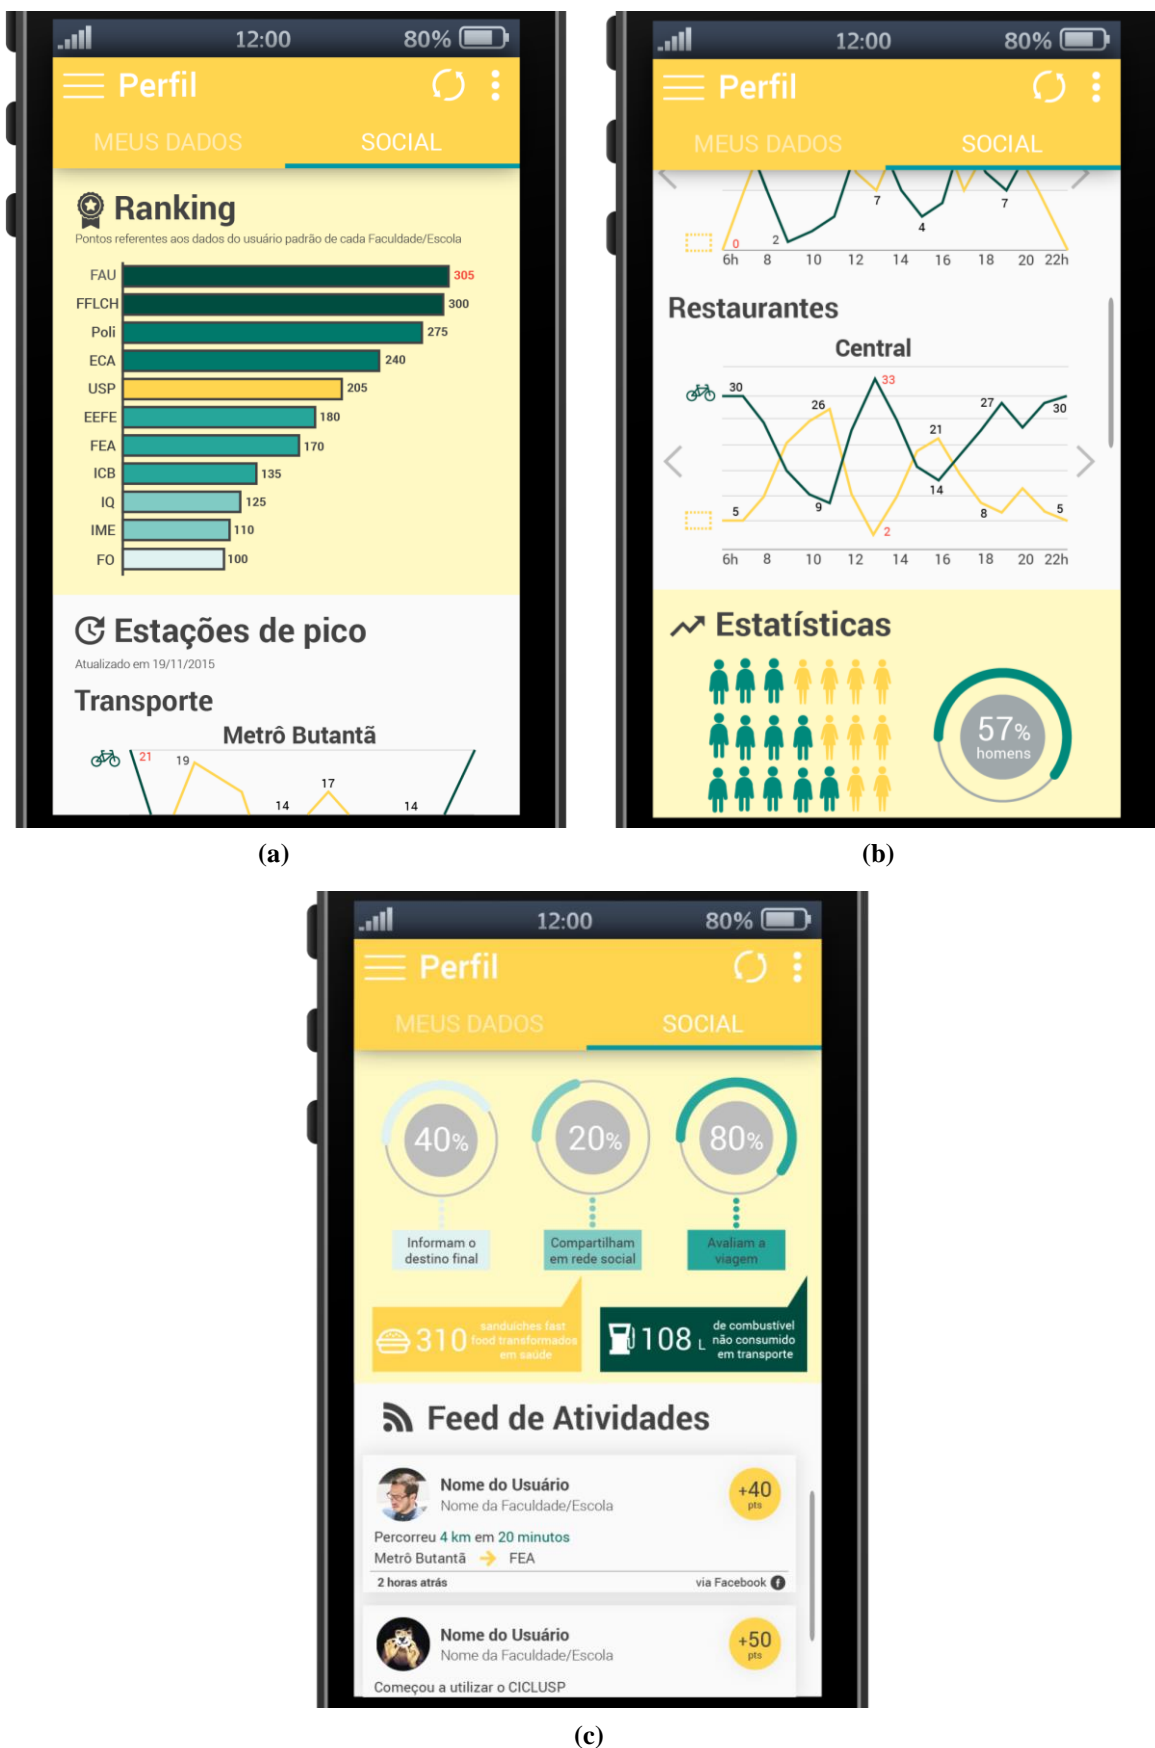 12:00 80%
Perfil
MEUS DADOS SOCIAL
Ranking
Pontos referentes aos dados do usuário padrão de cada Faculdade/Escola
FAU 305
FFLCH 300
Poli 275
ECA 240
USP 205
EEFE 180
FEA 170
ICB 135
IQ 125
IME 110
FO 100
Estações de pico
Atualizado em 19/11/2015
Transporte
Metrô Butantã
21 19 17
14 14
(a)
12:00 80%
Perfil
MEUS DADOS SOCIAL
7 7
4
0 2
6h 8 10 12 14 16 18 20 22h
Restaurantes
Central
30 26 33 21 27 30
5 9 2 14 8 5
6h 8 10 12 14 16 18 20 22h
Estatísticas
57%
homens
(b)
12:00 80%
Perfil
MEUS DADOS SOCIAL
40% 20% 80%
Informam o
destino final
Compartilham
em rede social
Avaliam a
viagem
310
sanduíches fast
food transformados
em saúde
108 L
de combustível
não consumido
em transporte
Feed de Atividades
Nome do Usuário
Nome da Faculdade/Escola
+40
pts
Percorreu 4 km em 20 minutos
Metrô Butantã FEA
2 horas atrás via Facebook
Nome do Usuário
Nome da Faculdade/Escola
+50
pts
Começou a utilizar o CICLUSP
(c)